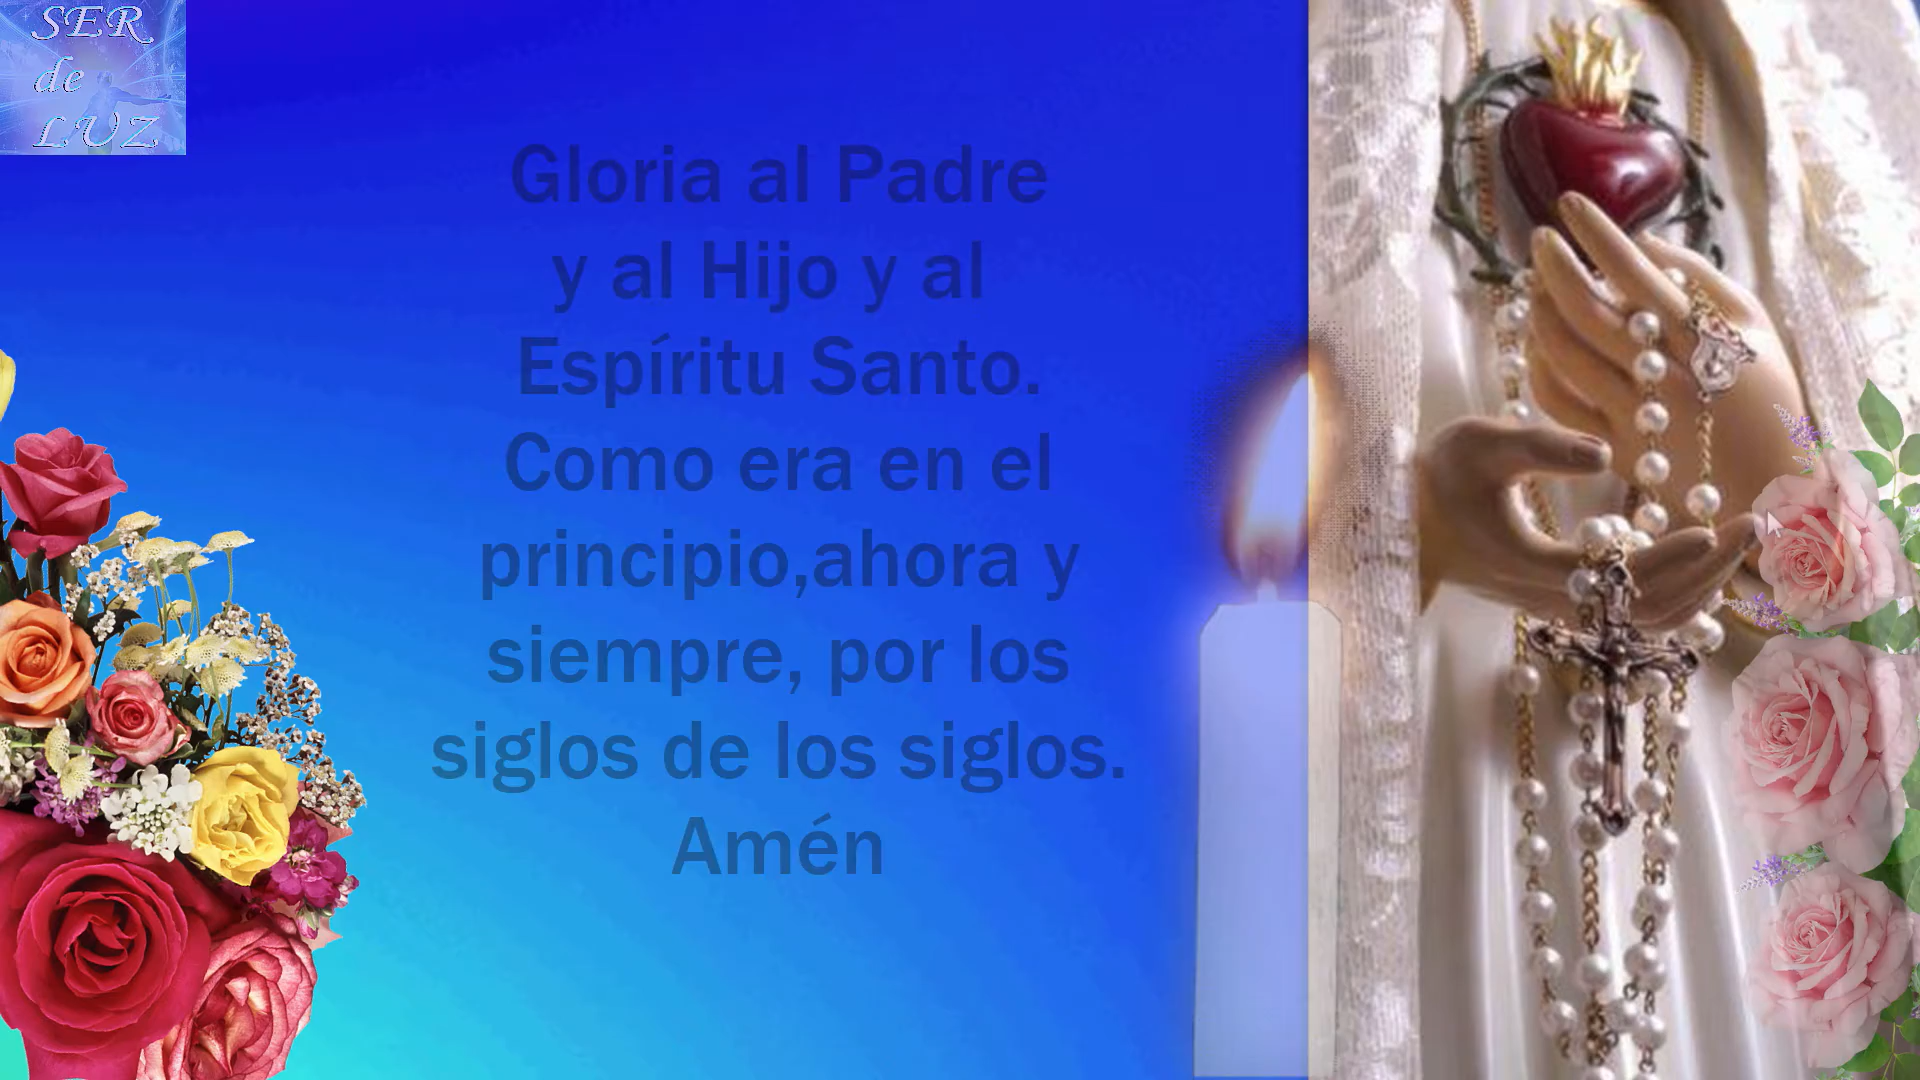 SER
de
LUZ
Gloria al Padre
y al Hijo y al
Espíritu Santo.
Como era en el
principio,ahora y
siempre, por los
siglos de los siglos.
Amén